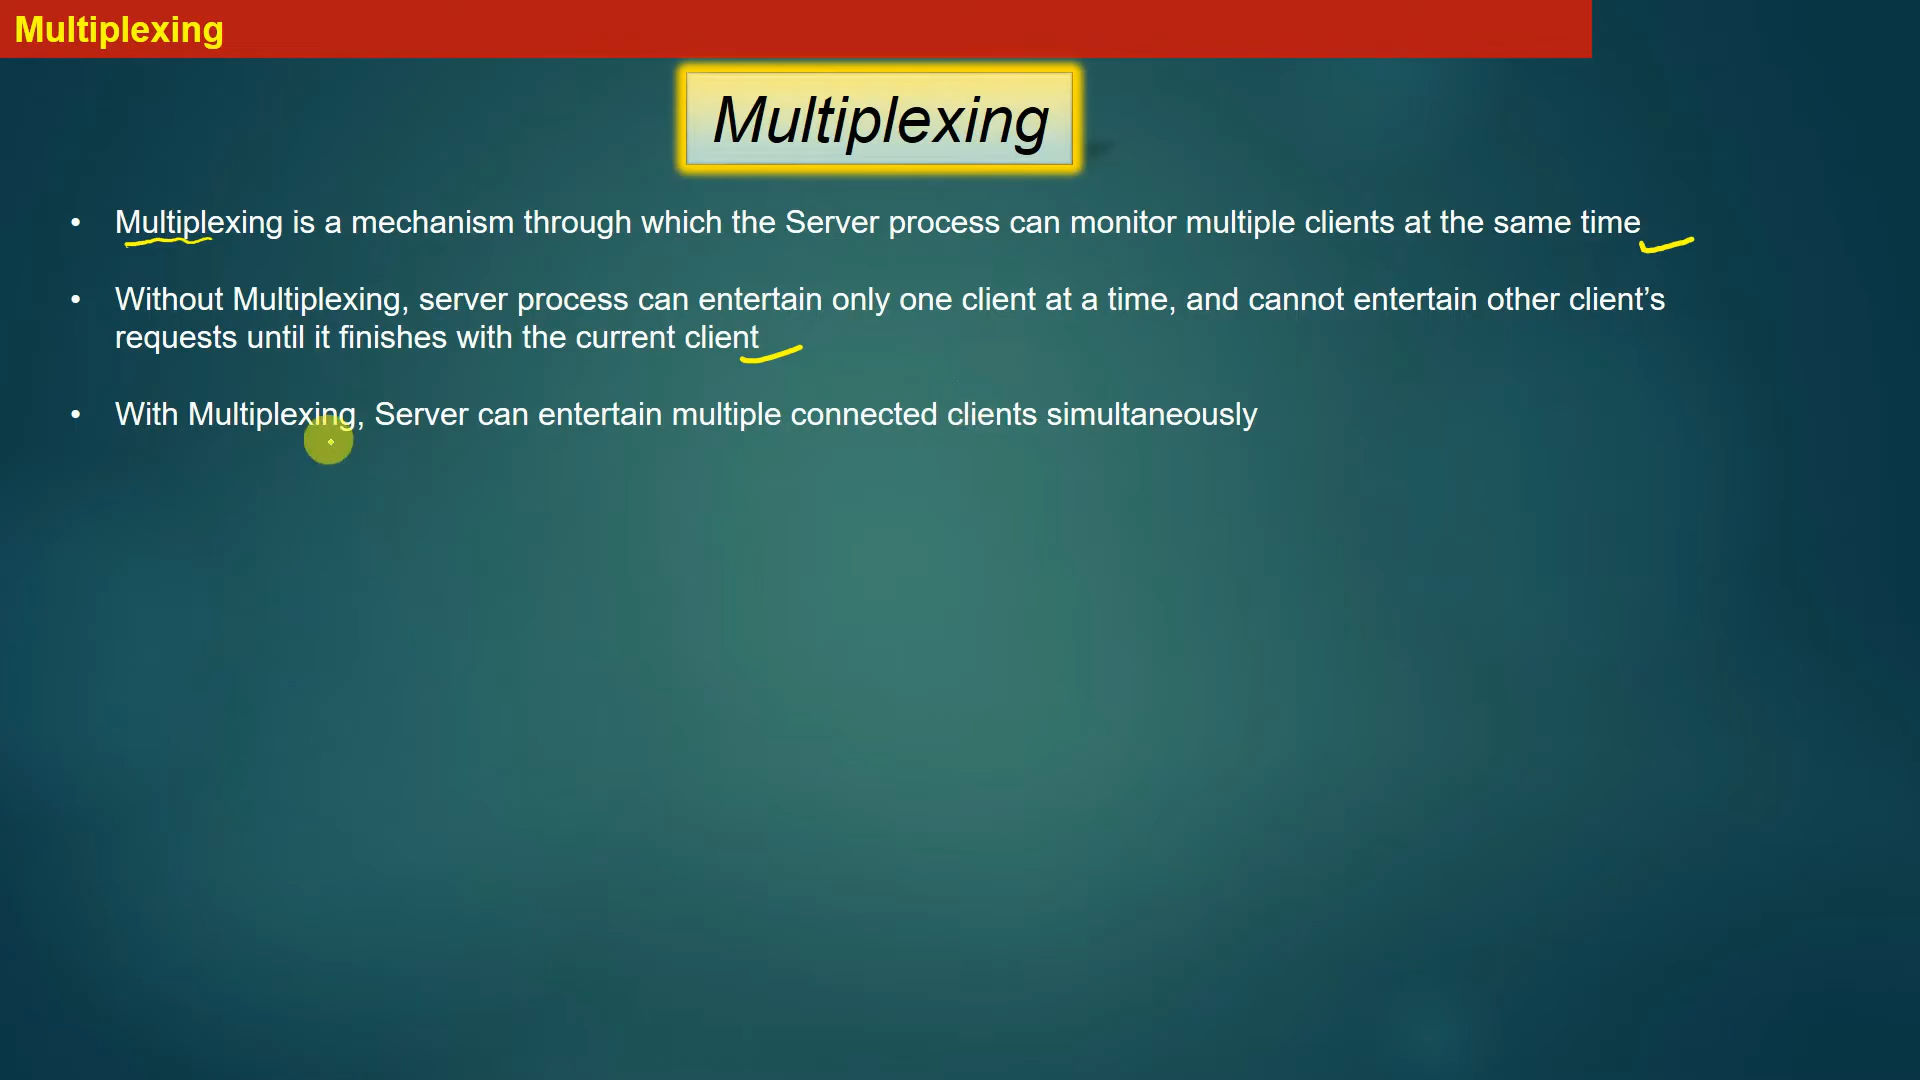 Multiplexing
Multiplexing
• Multiplexing is a mechanism through which the Server process can monitor multiple clients at the same time
• Without Multiplexing, server process can entertain only one client at a time, and cannot entertain other client’s
requests until it finishes with the current client
• With Multiplexing, Server can entertain multiple connected clients simultaneously